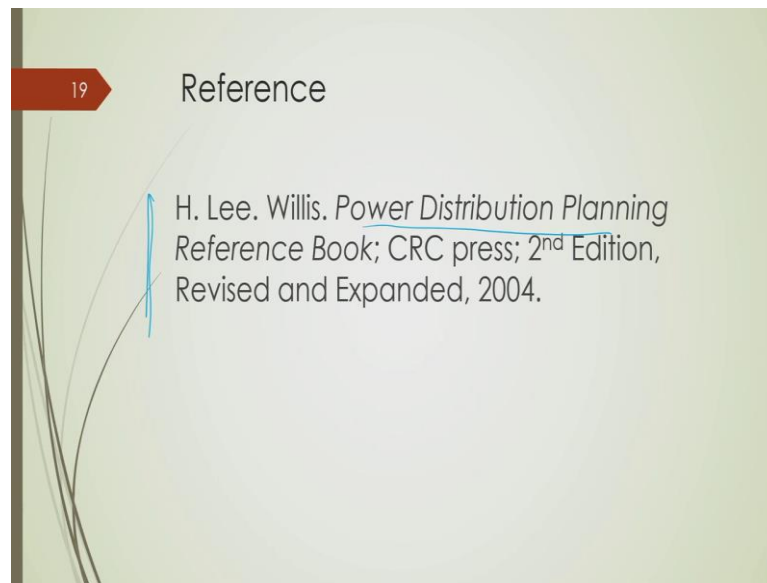 19
Reference
H. Lee. Willis. Power Distribution Planning
Reference Book; CRC press; 2nd Edition,
Revised and Expanded, 2004.